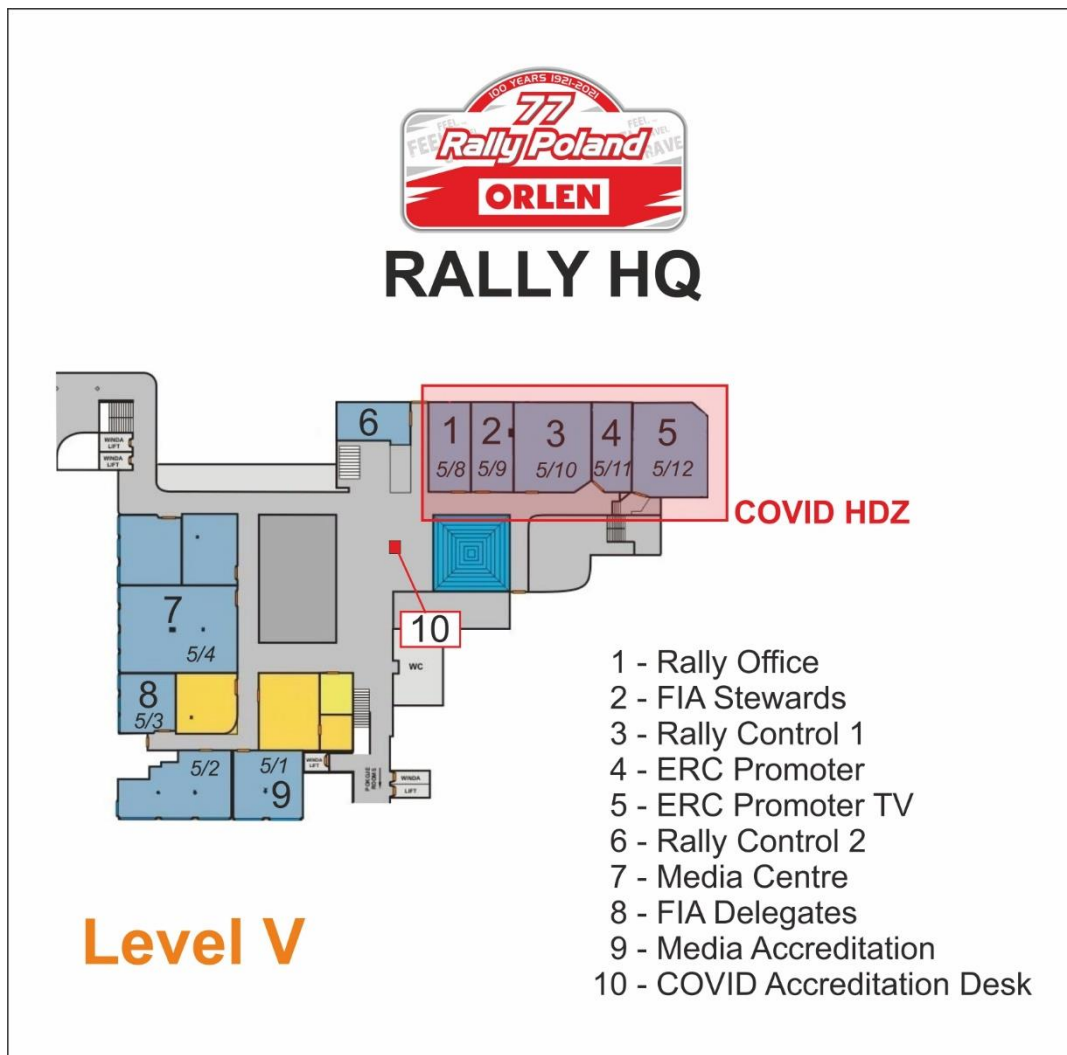 100 YEARS 1921-2021
77
Rally Poland
ORLEN
RALLY HQ
WINDA
LIFT
WINDA
LIFT
6
1
5/8
2
5/9
3
5/10
4
5/11
5
5/12
COVID HDZ
10
7
5/4
WC
8
5/3
5/2
5/1
9
WINDA
LIFT
POKOJE
ROOMS
WINDA
LIFT
1 - Rally Office
2 - FIA Stewards
3 - Rally Control 1
4 - ERC Promoter
5 - ERC Promoter TV
6 - Rally Control 2
7 - Media Centre
8 - FIA Delegates
9 - Media Accreditation
10 - COVID Accreditation Desk
Level V